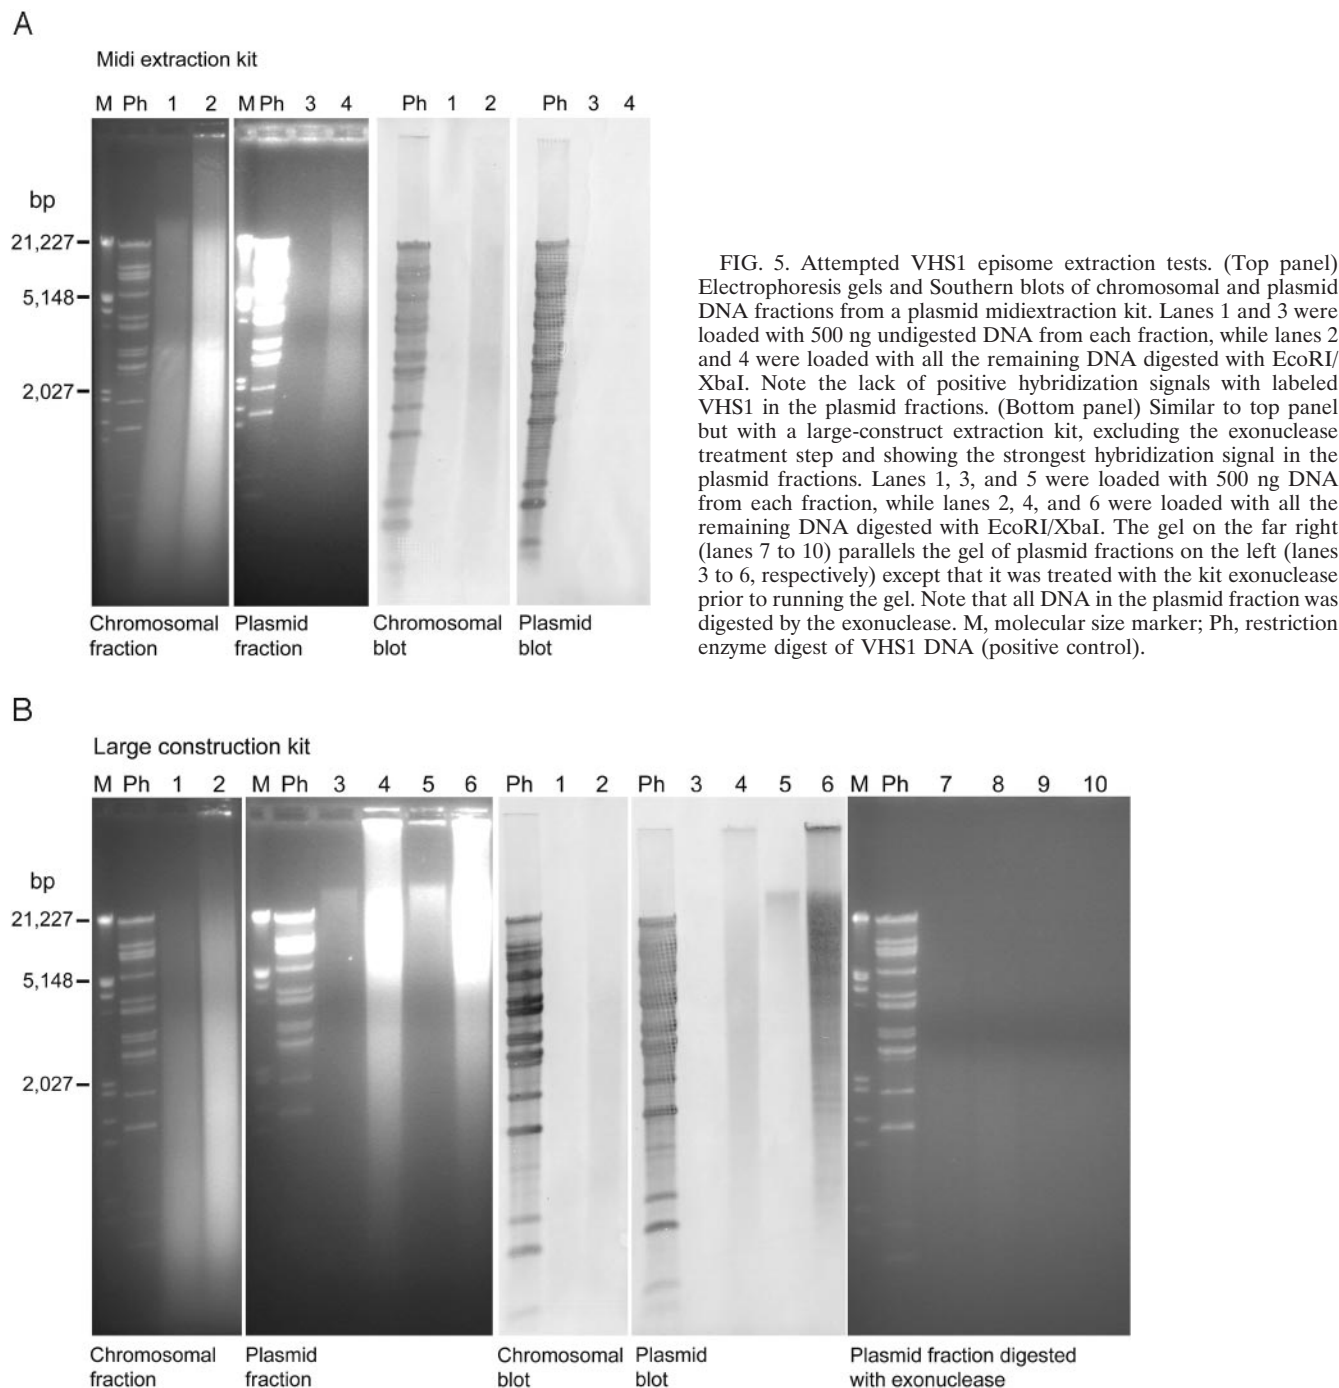 A
Midi extraction kit
M Ph 1 2 M Ph 3 4 Ph 1 2 Ph 3 4
bp
21,227
5,148
2,027
Chromosomal fraction
Plasmid fraction
Chromosomal blot
Plasmid blot
FIG. 5. Attempted VHS1 episome extraction tests. (Top panel)
Electrophoresis gels and Southern blots of chromosomal and plasmid
DNA fractions from a plasmid midiextraction kit. Lanes 1 and 3 were
loaded with 500 ng undigested DNA from each fraction, while lanes 2
and 4 were loaded with all the remaining DNA digested with EcoRI/
XbaI. Note the lack of positive hybridization signals with labeled
VHS1 in the plasmid fractions. (Bottom panel) Similar to top panel
but with a large-construct extraction kit, excluding the exonuclease
treatment step and showing the strongest hybridization signal in the
plasmid fractions. Lanes 1, 3, and 5 were loaded with 500 ng DNA
from each fraction, while lanes 2, 4, and 6 were loaded with all the
remaining DNA digested with EcoRI/XbaI. The gel on the far right
(lanes 7 to 10) parallels the gel of plasmid fractions on the left (lanes
3 to 6, respectively) except that it was treated with the kit exonuclease
prior to running the gel. Note that all DNA in the plasmid fraction was
digested by the exonuclease. M, molecular size marker; Ph, restriction
enzyme digest of VHS1 DNA (positive control).
B
Large construction kit
M Ph 1 2 M Ph 3 4 5 6 Ph 1 2 Ph 3 4 5 6 M Ph 7 8 9 10
bp
21,227
5,148
2,027
Chromosomal fraction
Plasmid fraction
Chromosomal blot
Plasmid blot
Plasmid fraction digested with exonuclease